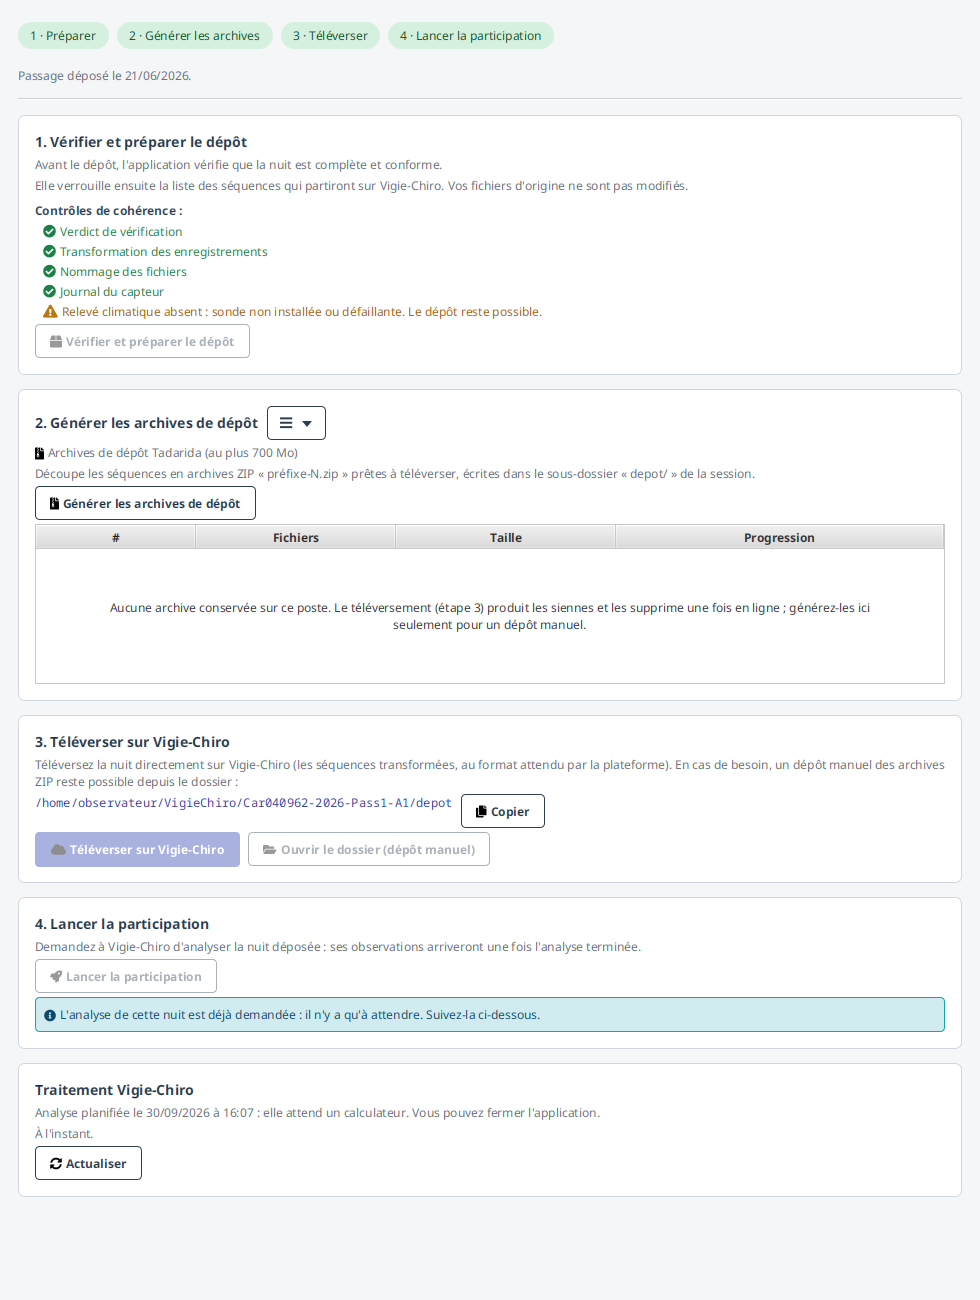 1 · Préparer
2 · Générer les archives
3 · Téléverser
4 · Lancer la participation
Passage déposé le 21/06/2026.
1. Vérifier et préparer le dépôt
Avant le dépôt, l'application vérifie que la nuit est complète et conforme.
Elle verrouille ensuite la liste des séquences qui partiront sur Vigie-Chiro. Vos fichiers d'origine ne sont pas modifiés.
Contrôles de cohérence :
Verdict de vérification
Transformation des enregistrements
Nommage des fichiers
Journal du capteur
Relevé climatique absent : sonde non installée ou défaillante. Le dépôt reste possible.
Vérifier et préparer le dépôt
2. Générer les archives de dépôt
Archives de dépôt Tadarida (au plus 700 Mo)
Découpe les séquences en archives ZIP « préfixe-N.zip » prêtes à téléverser, écrites dans le sous-dossier « depot/ » de la session.
Générer les archives de dépôt
# Fichiers Taille Progression
Aucune archive conservée sur ce poste. Le téléversement (étape 3) produit les siennes et les supprime une fois en ligne ; générez-les ici
seulement pour un dépôt manuel.
3. Téléverser sur Vigie-Chiro
Téléversez la nuit directement sur Vigie-Chiro (les séquences transformées, au format attendu par la plateforme). En cas de besoin, un dépôt manuel des archives
ZIP reste possible depuis le dossier :
/home/observateur/VigieChiro/Car040962-2026-Pass1-A1/depot
Copier
Téléverser sur Vigie-Chiro
Ouvrir le dossier (dépôt manuel)
4. Lancer la participation
Demandez à Vigie-Chiro d'analyser la nuit déposée : ses observations arriveront une fois l'analyse terminée.
Lancer la participation
L'analyse de cette nuit est déjà demandée : il n'y a qu'à attendre. Suivez-la ci-dessous.
Traitement Vigie-Chiro
Analyse planifiée le 30/09/2026 à 16:07 : elle attend un calculateur. Vous pouvez fermer l'application.
À l'instant.
Actualiser